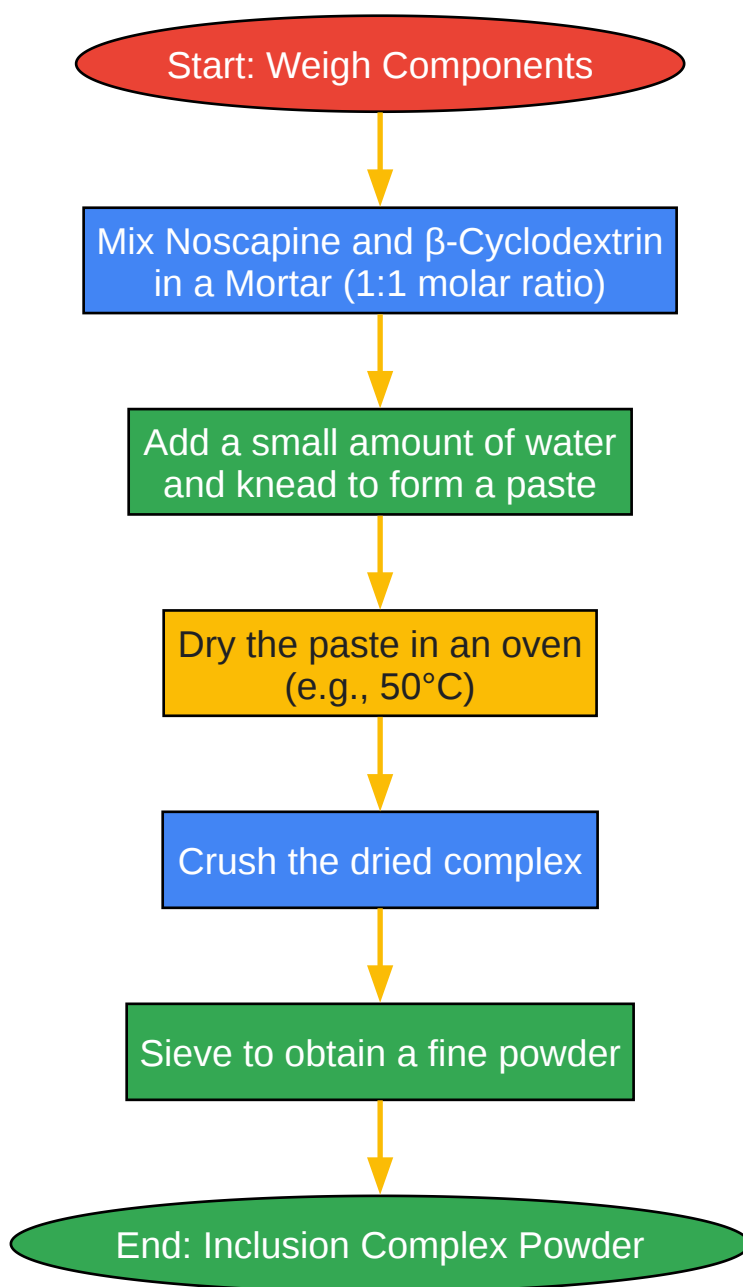 Start: Weigh Components
Mix Noscapine and β-Cyclodextrin
in a Mortar (1:1 molar ratio)
Add a small amount of water
and knead to form a paste
Dry the paste in an oven
(e.g., 50°C)
Crush the dried complex
Sieve to obtain a fine powder
End: Inclusion Complex Powder